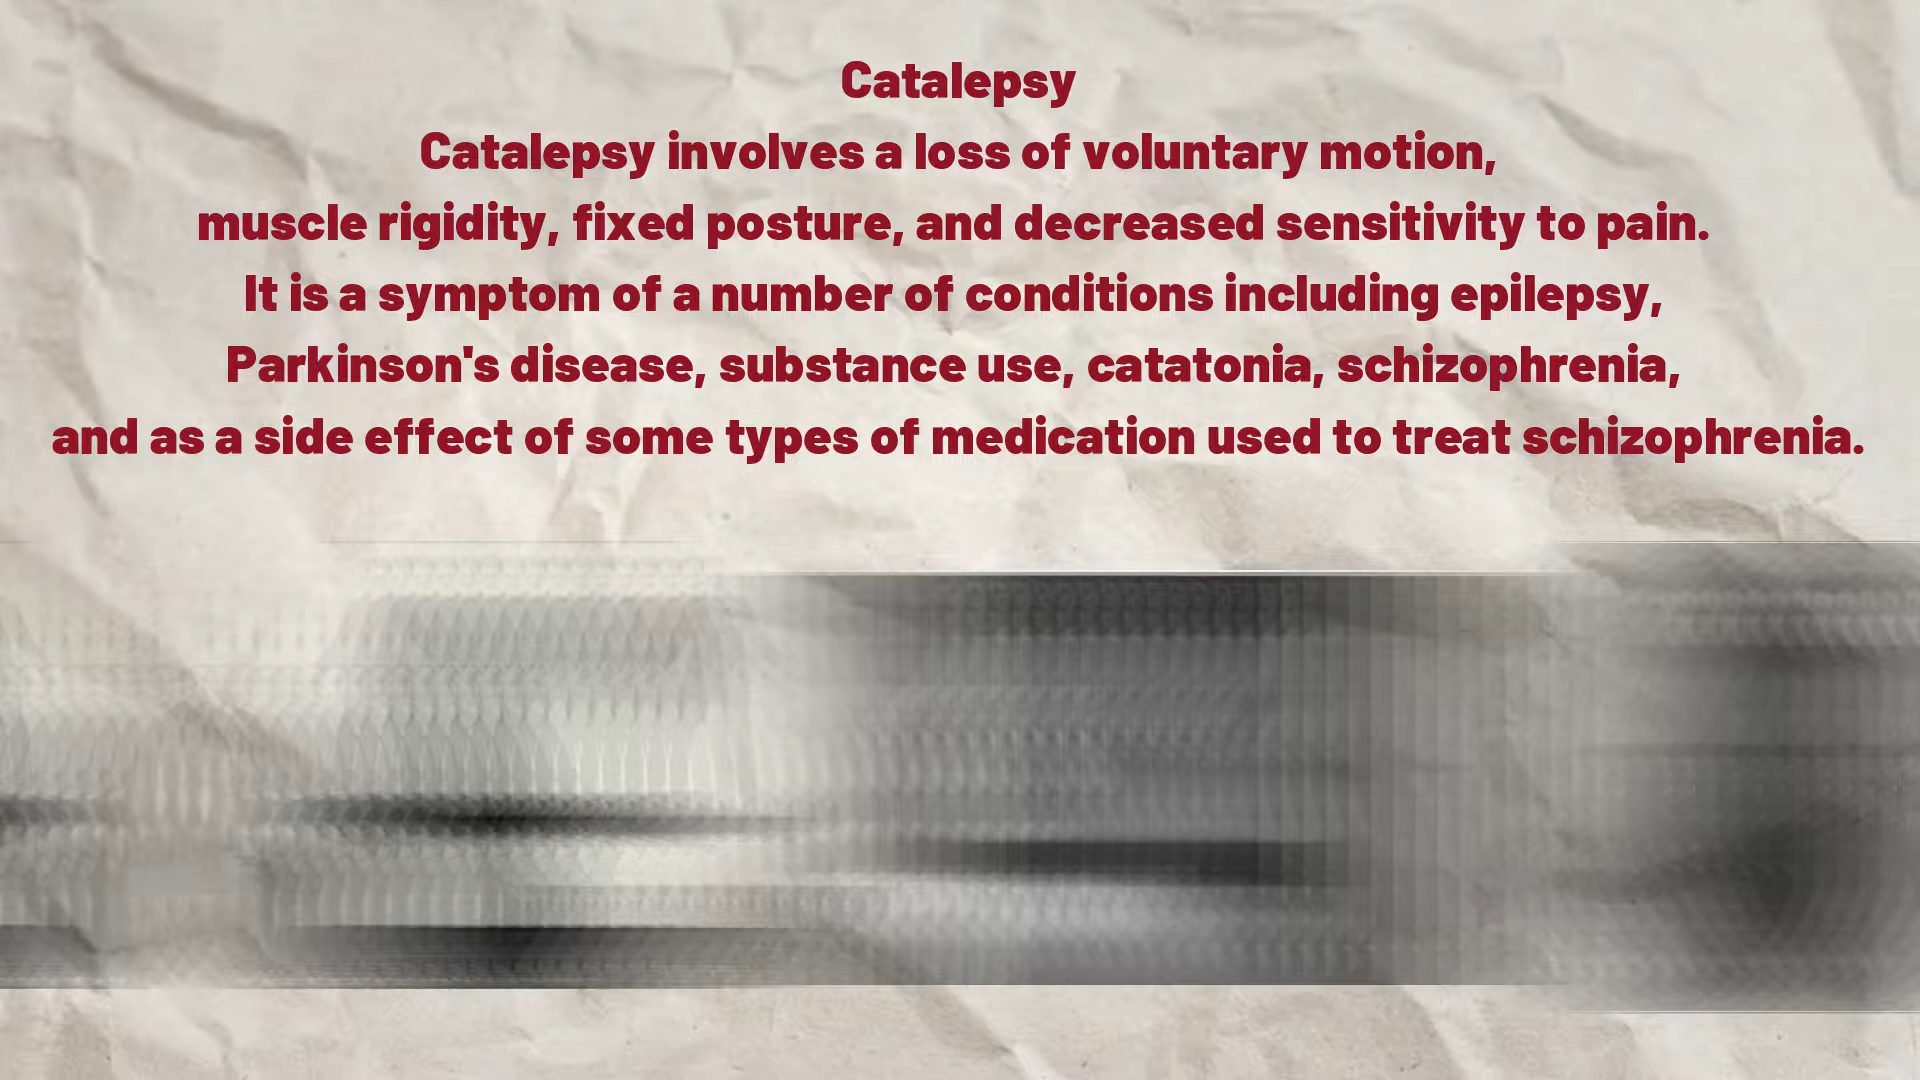 Catalepsy
Catalepsy involves a loss of voluntary motion,
muscle rigidity, fixed posture, and decreased sensitivity to pain.
It is a symptom of a number of conditions including epilepsy,
Parkinson's disease, substance use, catatonia, schizophrenia,
and as a side effect of some types of medication used to treat schizophrenia.